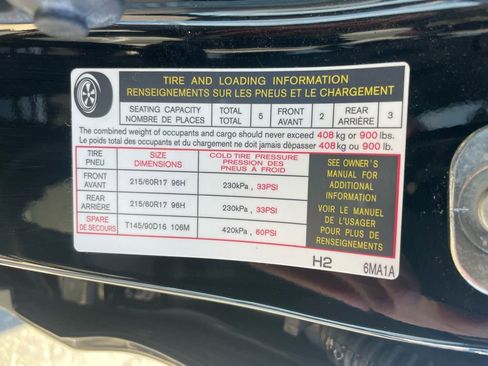 TIRE AND LOADING INFORMATION
RENSEIGNEMENTS SUR LES PNEUS ET LE CHARGEMENT
SEATING CAPACITY TOTAL 5 FRONT 2 REAR 3
NOMBRE DE PLACES TOTAL AVANT ARRIÈRE
The combined weight of occupants and cargo should never exceed 408 kg or 900 lbs.
Le poids total des occupants et du chargement ne doit jamais dépasser 408 kg ou 900 lb.
TIRE SIZE COLD TIRE PRESSURE
PNEU DIMENSIONS PRESSION DES PNEUS À FROID
FRONT
AVANT 215/60R17 96H 230kPa, 33PSI
REAR
ARRIÈRE 215/60R17 96H 230kPa, 33PSI
SPARE
DE SECOURS T145/90D16 106M 420kPa, 60PSI
SEE OWNER'S
MANUAL FOR
ADDITIONAL
INFORMATION
VOIR LE MANUEL
DE L'USAGER
POUR PLUS DE
RENSEIGNEMENTS
H2 6MA1A